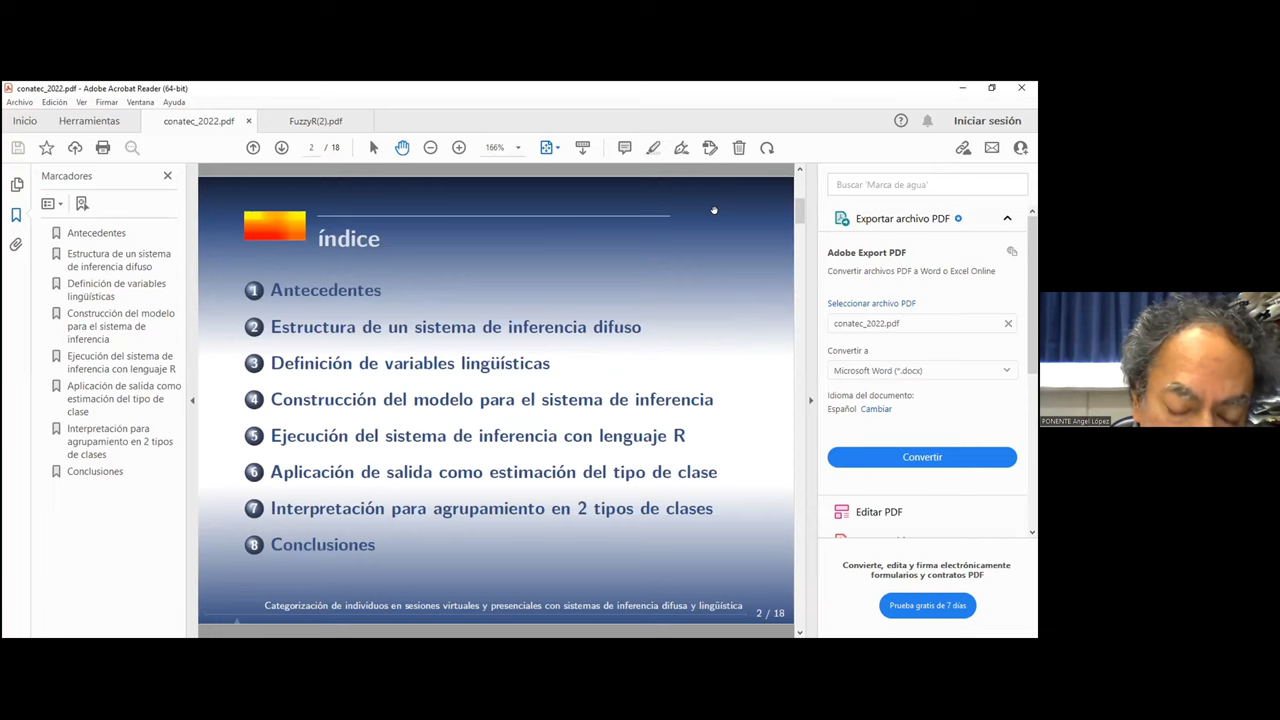 conatec_2022.pdf - Adobe Acrobat Reader (64-bit)
Archivo Edición Ver Firmar Ventana Ayuda
Inicio Herramientas conatec_2022.pdf × FuzzyR(2).pdf Iniciar sesión
2 / 18 166%
Marcadores
Antecedentes
Estructura de un sistema
de inferencia difuso
Definición de variables
lingüísticas
Construcción del modelo
para el sistema de
inferencia
Ejecución del sistema de
inferencia con lenguaje R
Aplicación de salida como
estimación del tipo de
clase
Interpretación para
agrupamiento en 2 tipos
de clases
Conclusiones
índice
1 Antecedentes
2 Estructura de un sistema de inferencia difuso
3 Definición de variables lingüísticas
4 Construcción del modelo para el sistema de inferencia
5 Ejecución del sistema de inferencia con lenguaje R
6 Aplicación de salida como estimación del tipo de clase
7 Interpretación para agrupamiento en 2 tipos de clases
8 Conclusiones
Categorización de individuos en sesiones virtuales y presenciales con sistemas de inferencia difusa y lingüística
2 / 18
Buscar 'Marca de agua'
Exportar archivo PDF
Adobe Export PDF
Convertir archivos PDF a Word o Excel Online
Seleccionar archivo PDF
conatec_2022.pdf
Convertir a
Microsoft Word (*.docx)
Idioma del documento:
Español Cambiar
Convertir
Editar PDF
Convierte, edita y firma electrónicamente
formularios y contratos PDF
Prueba gratis de 7 días
PONENTE Angel López